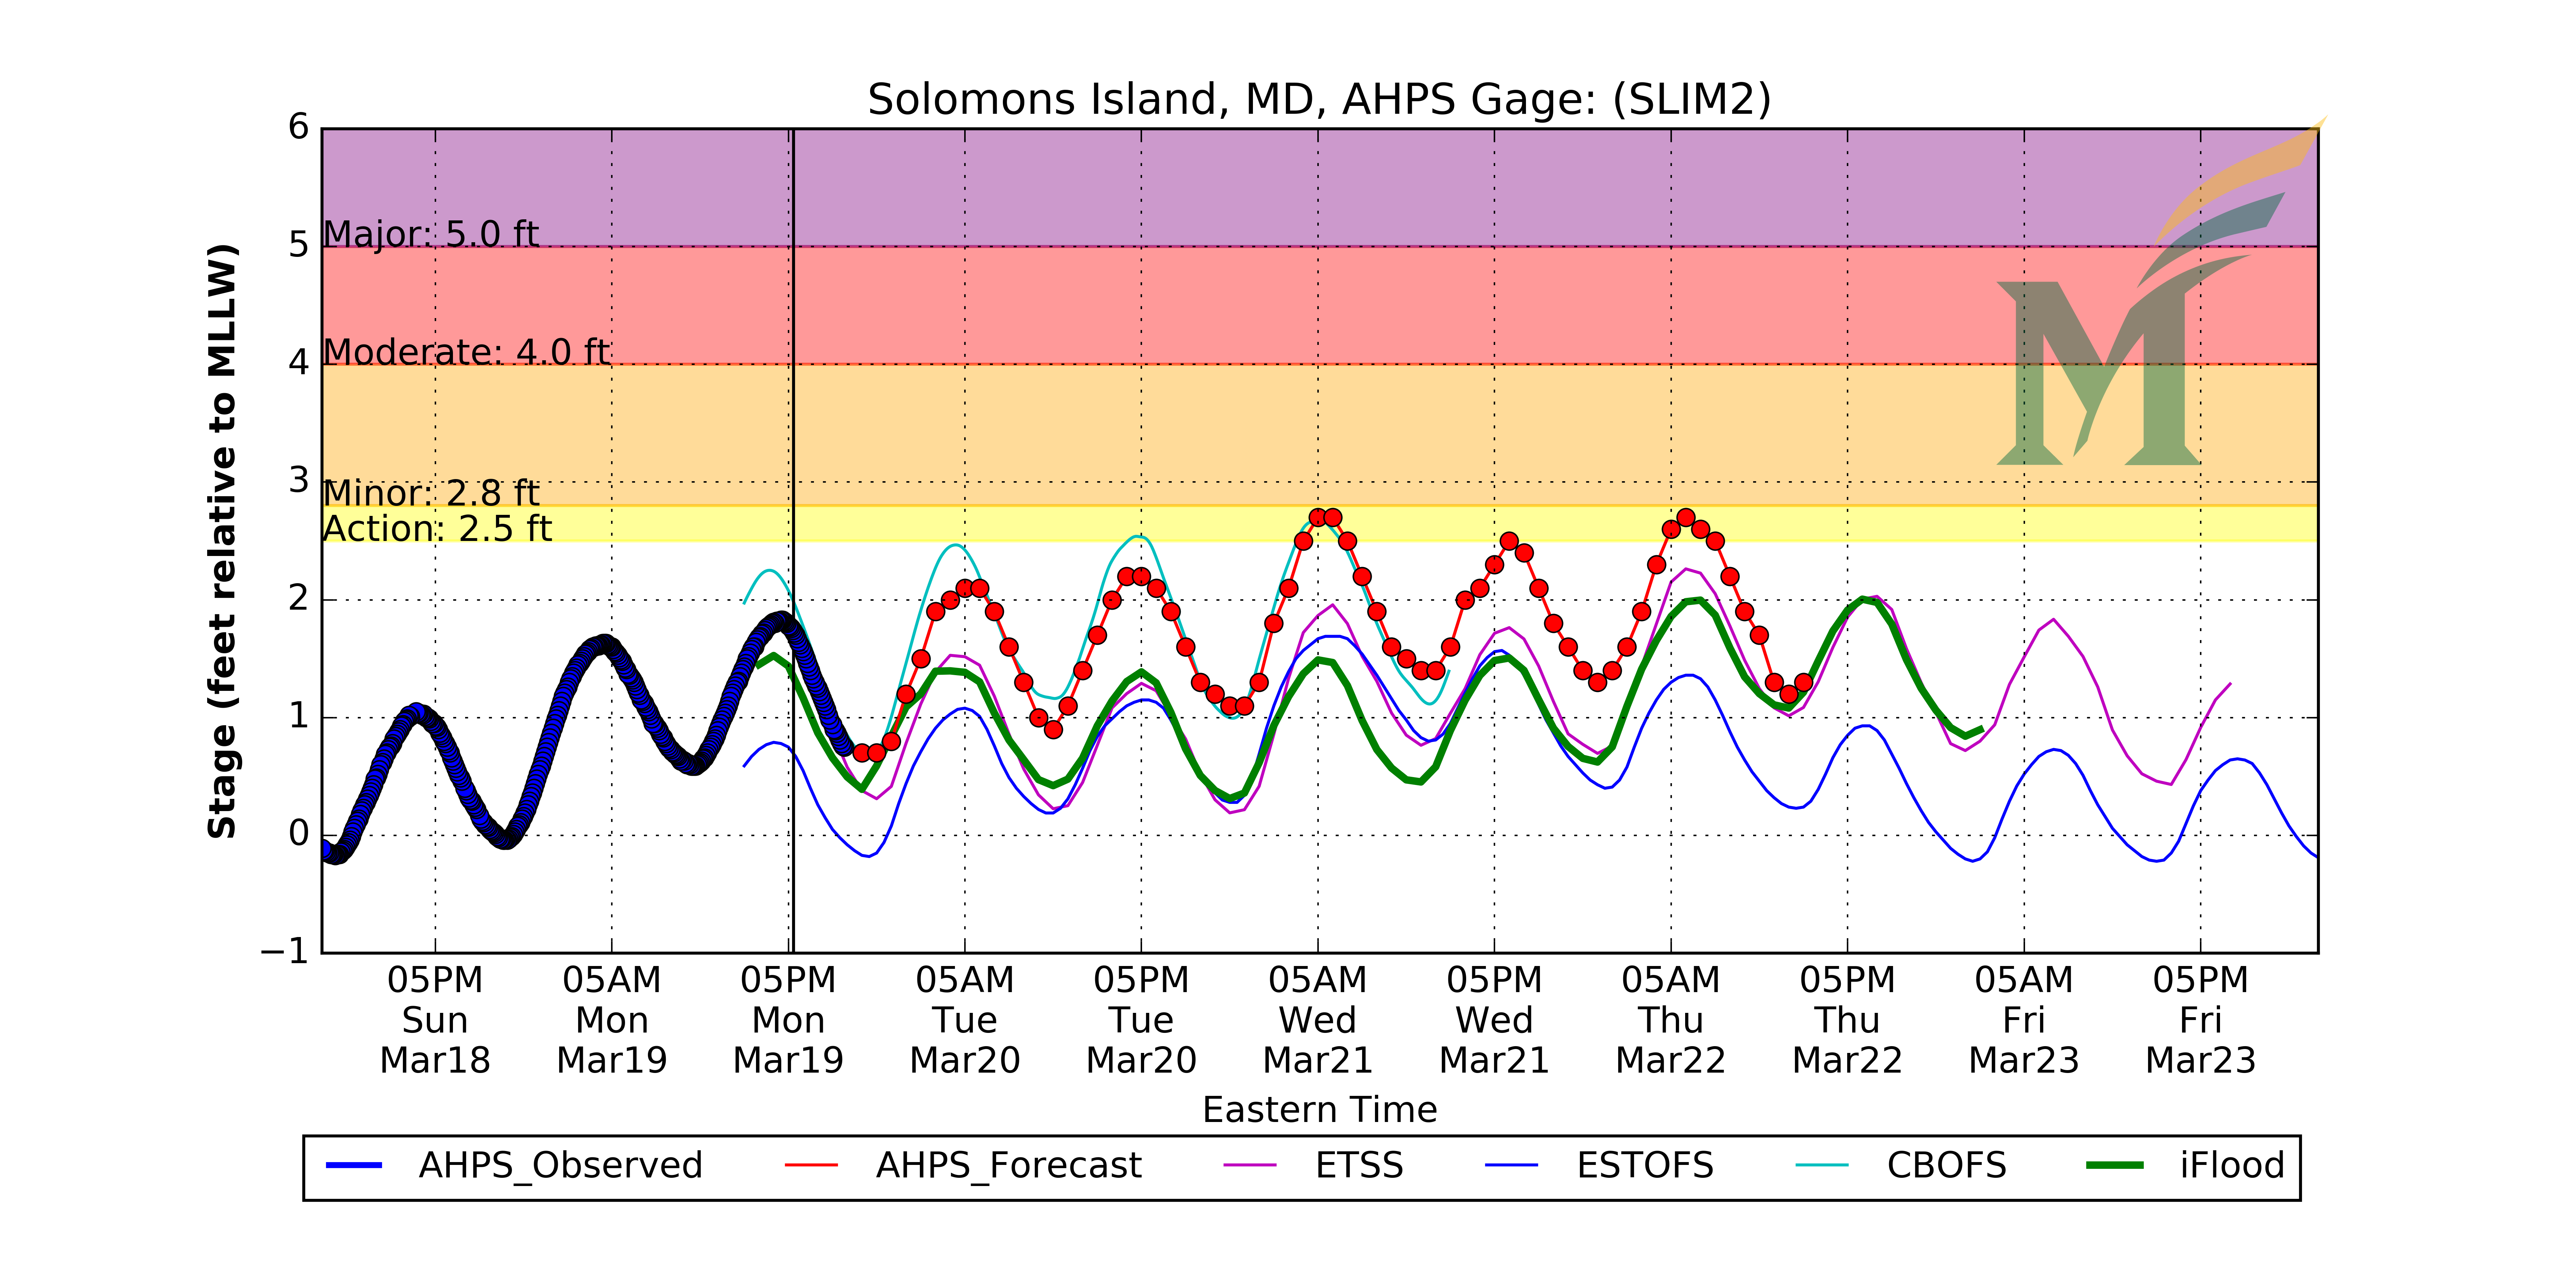 Solomons Island, MD, AHPS Gage: (SLIM2)
6
5
4
3
2
1
0
−1
Stage (feet relative to MLLW)
Major: 5.0 ft
Moderate: 4.0 ft
Minor: 2.8 ft
Action: 2.5 ft
M
05PM 05AM 05PM 05AM 05PM 05AM 05PM 05AM 05PM 05AM 05PM
Sun Mon Mon Tue Tue Wed Wed Thu Thu Fri Fri
Mar18 Mar19 Mar19 Mar20 Mar20 Mar21 Mar21 Mar22 Mar22 Mar23 Mar23
Eastern Time
AHPS_Observed AHPS_Forecast ETSS ESTOFS CBOFS iFlood